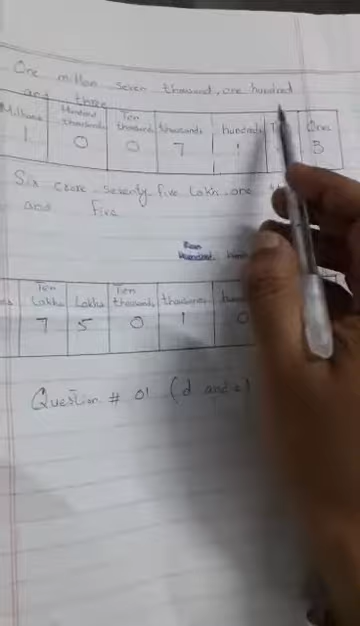 One million seven thousand, one hundred
and three
Millions Hundred thousands Ten thousands thousands hundreds Ones
1 0 0 7 1 3
Six crore seventy five Lakh one
and Five
Ten Lakhs Lakhs Ten thousands thousands
7 5 0 1 0
Question # 01 (d and e)